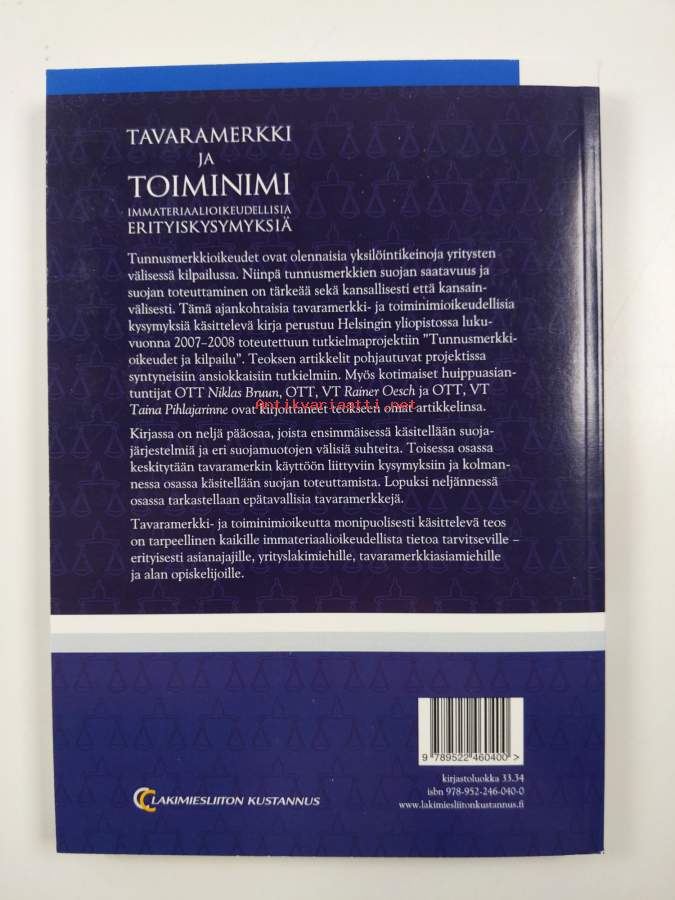 TAVARAMERKKI
JA
TOIMINIMI
IMMATERIAALIOIKEUDELLISIA
ERITYISKYSYMYKSIÄ
Tunnusmerkkioikeudet ovat olennaisia yksilöintikeinoja yritysten
välisessä kilpailussa. Niinpä tunnusmerkkien suojan saatavuus ja
suojan toteuttaminen on tärkeää sekä kansallisesti että kansain-
välisesti. Tämä ajankohtaisia tavaramerkki- ja toiminimioikeudellisia
kysymyksiä käsittelevä kirja perustuu Helsingin yliopistossa luku-
vuonna 2007–2008 toteutettuun tutkielmaprojektiin "Tunnusmerkki-
oikeudet ja kilpailu". Teoksen artikkelit pohjautuvat projektissa
syntyneisiin ansiokkaisiin tutkielmiin. Myös kotimaiset huippuasian-
tuntijat OTT Niklas Bruun, OTT, VT Rainer Oesch ja OTT, VT
Taina Pihlajarinne ovat kirjoittaneet teokseen omat artikkelinsa.
Antikvariaatti.net
Kirjassa on neljä pääosaa, joista ensimmäisessä käsitellään suoja-
järjestelmiä ja eri suojamuotojen välisiä suhteita. Toisessa osassa
keskitytään tavaramerkin käyttöön liittyviin kysymyksiin ja kolman-
nessa osassa käsitellään suojan toteuttamista. Lopuksi neljännessä
osassa tarkastellaan epätavallisia tavaramerkkejä.
Tavaramerkki- ja toiminimioikeutta monipuolisesti käsittelevä teos
on tarpeellinen kaikille immateriaalioikeudellista tietoa tarvitseville –
erityisesti asianajajille, yrityslakimiehille, tavaramerkkiasiamiehille
ja alan opiskelijoille.
9 789522 460400 >
kirjastoluokka 33.34
isbn 978-952-246-040-0
www.lakimiesliitonkustannus.fi
LAKIMIESLIITON KUSTANNUS